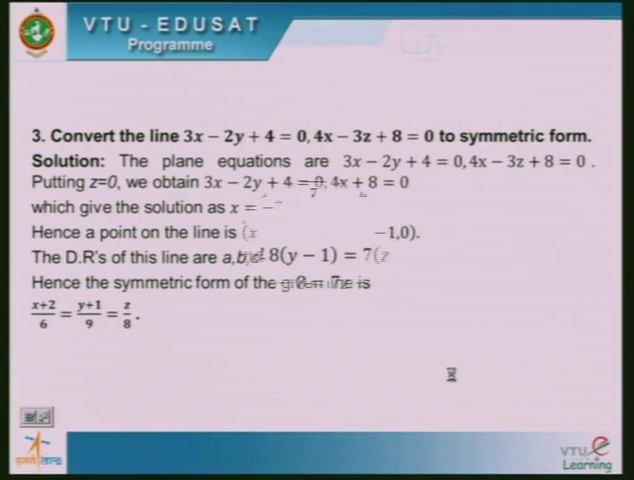 VTU - EDUSAT
Programme
3. Convert the line 3x − 2y + 4 = 0, 4x − 3z + 8 = 0 to symmetric form.
Solution: The plane equations are 3x − 2y + 4 = 0, 4x − 3z + 8 = 0 .
Putting z=0, we obtain 3x − 2y + 4 = 0, 4x + 8 = 0
which give the solution as x = −
Hence a point on the line is (x −1,0).
The D.R's of this line are a,b, 8(y − 1) = 7(z
Hence the symmetric form of the given line is
x+2/6 = y+1/9 = z/8 .
VTU e
Learning